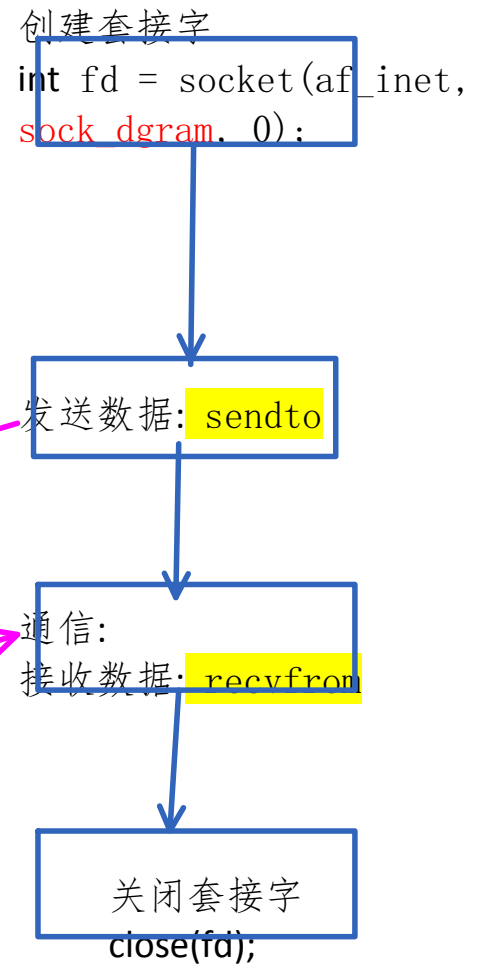 创建套接字
int fd = socket(af_inet,
sock_dgram, 0);
发送数据: sendto
通信:
接收数据: recvfrom
关闭套接字
close(fd);